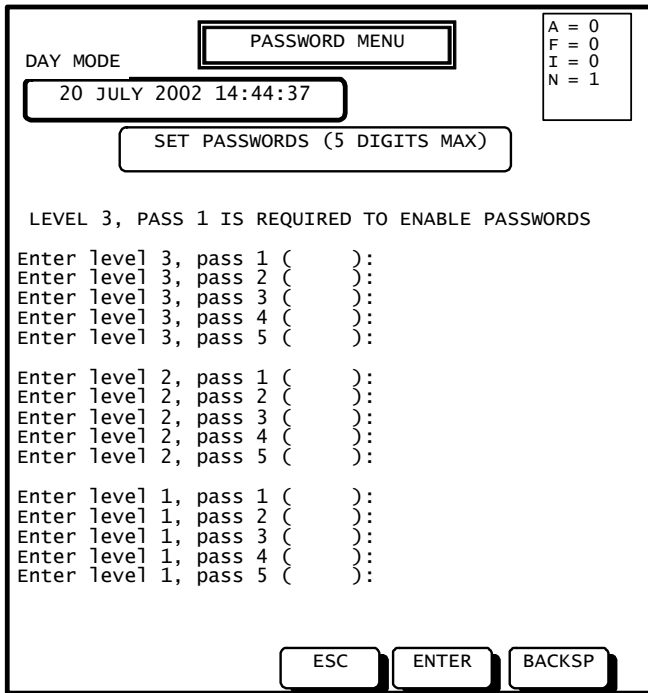 PASSWORD MENU
A = 0
F = 0
I = 0
N = 1
DAY MODE
20 JULY 2002 14:44:37
SET PASSWORDS (5 DIGITS MAX)
LEVEL 3, PASS 1 IS REQUIRED TO ENABLE PASSWORDS
Enter level 3, pass 1 (     ):
Enter level 3, pass 2 (     ):
Enter level 3, pass 3 (     ):
Enter level 3, pass 4 (     ):
Enter level 3, pass 5 (     ):
Enter level 2, pass 1 (     ):
Enter level 2, pass 2 (     ):
Enter level 2, pass 3 (     ):
Enter level 2, pass 4 (     ):
Enter level 2, pass 5 (     ):
Enter level 1, pass 1 (     ):
Enter level 1, pass 2 (     ):
Enter level 1, pass 3 (     ):
Enter level 1, pass 4 (     ):
Enter level 1, pass 5 (     ):
ESC ENTER BACKSP